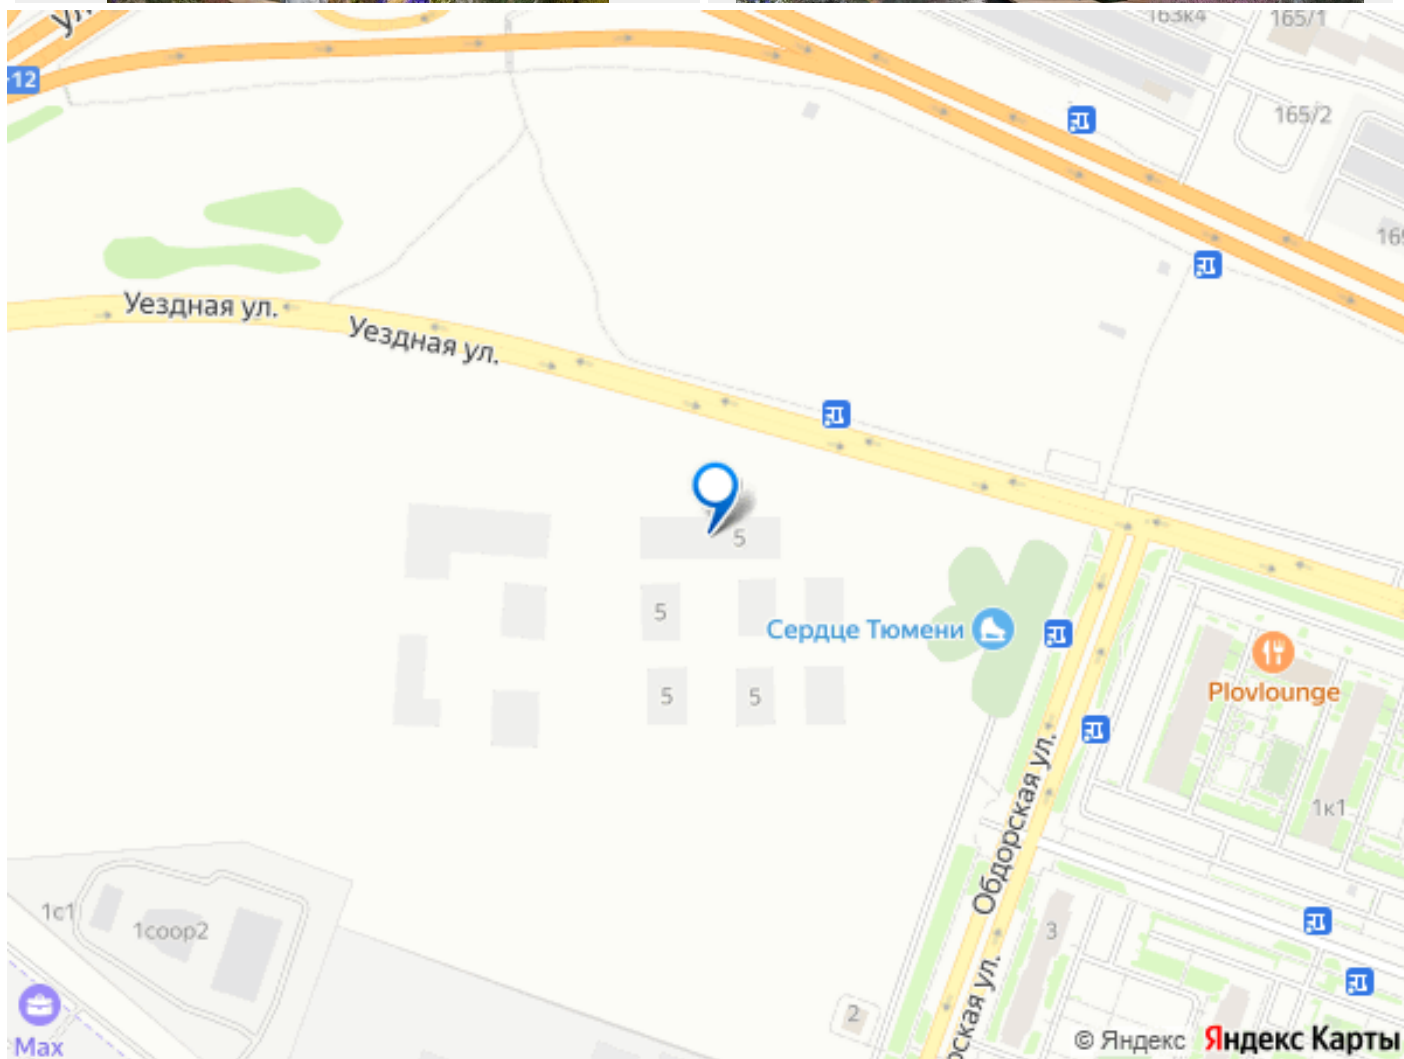 ул.
163к4
165/1
12
165/2
Уездная ул.
Уездная ул.
5
5
Сердце Тюмени
Plovlounge
5
5
1к1
Обдорская ул.
1с1
1соор2
3
2
Max
© Яндекс
Яндекс Карты